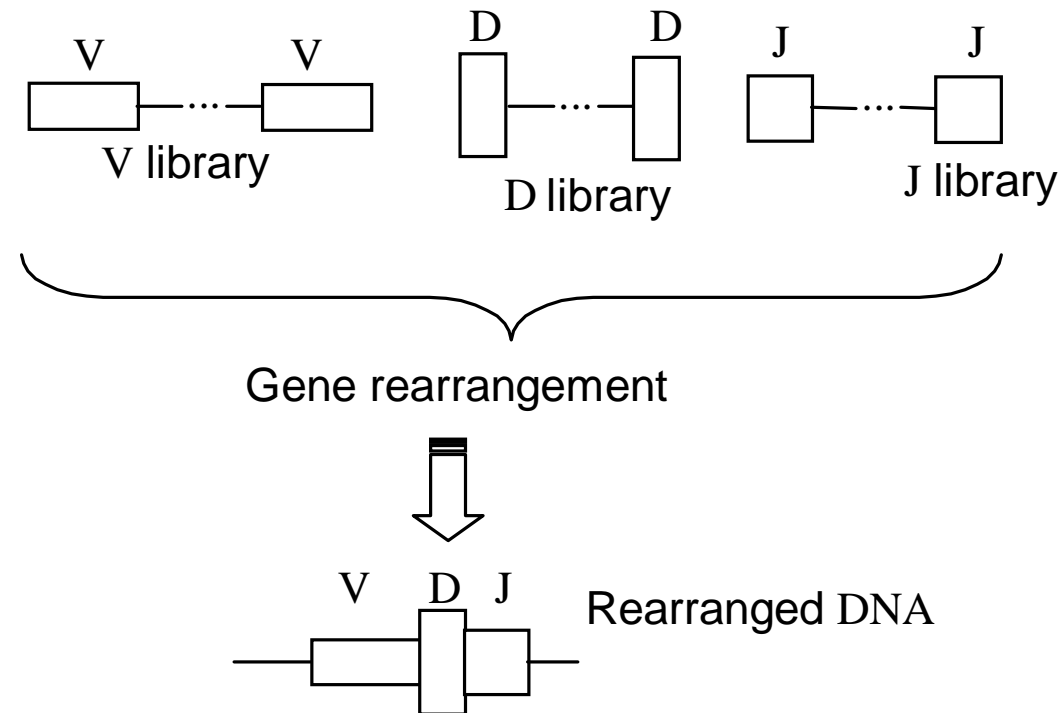 V V D D J J
...
...
...
V library
D library
J library
Gene rearrangement
V D J
Rearranged DNA